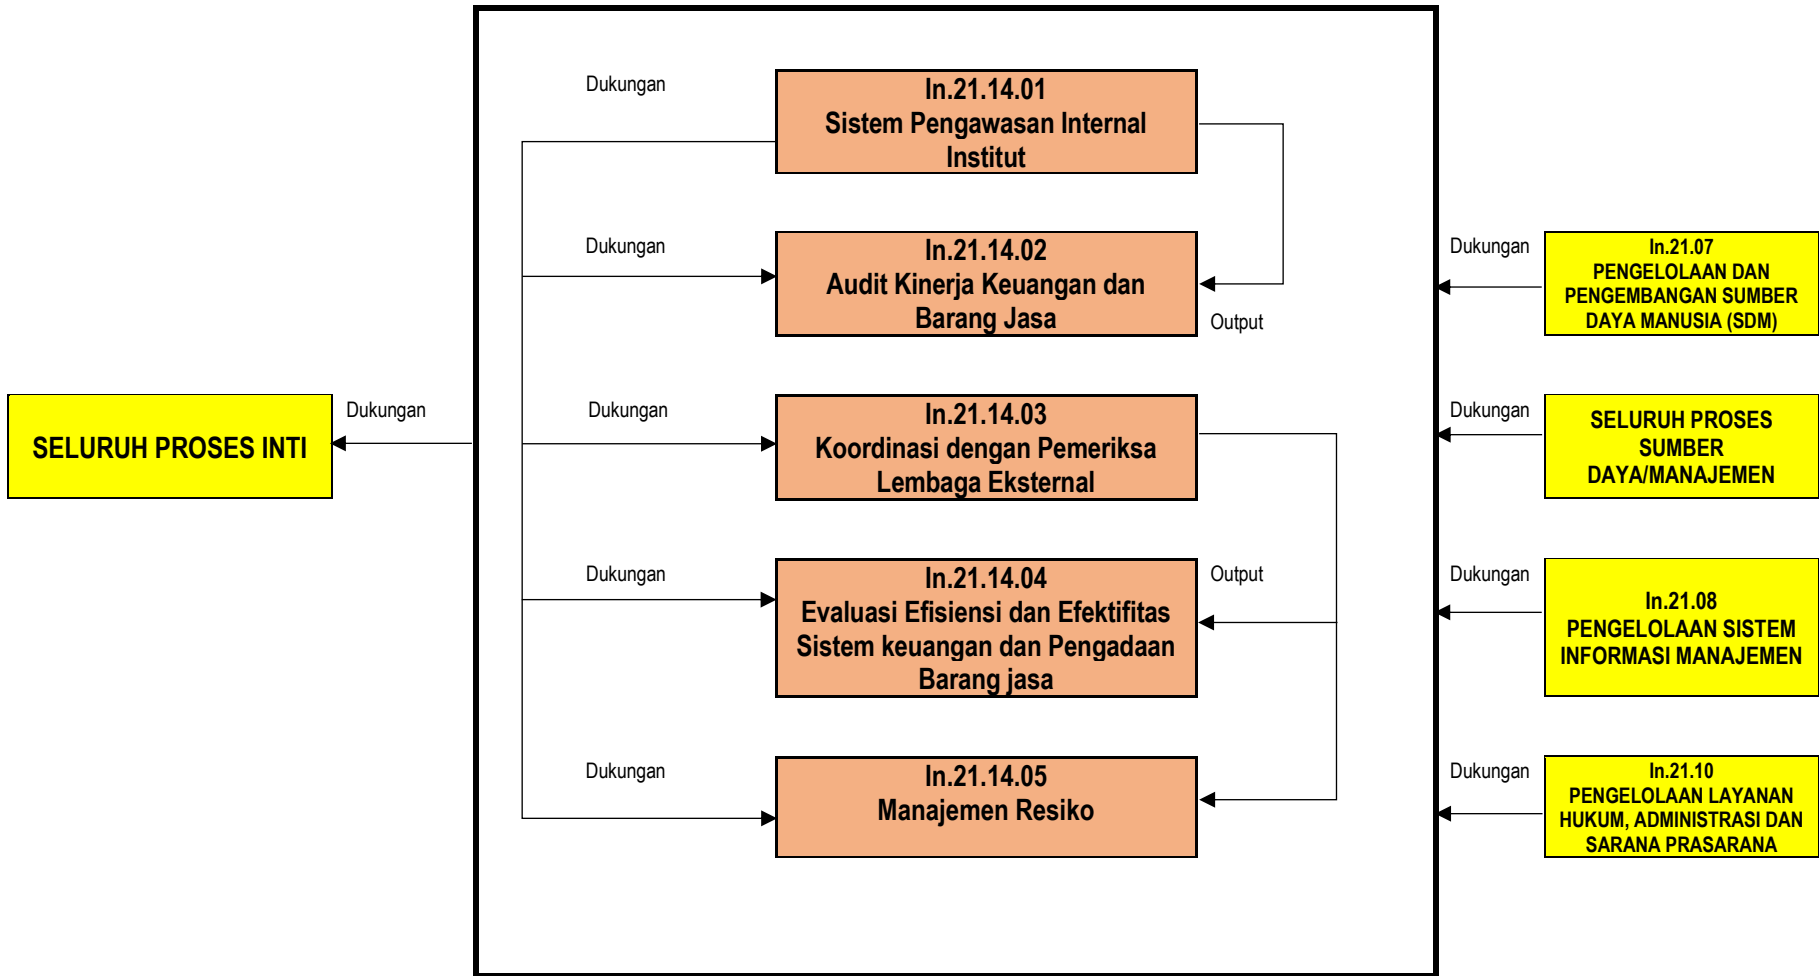 Dukungan
In.21.14.01
Sistem Pengawasan Internal
Institut
Dukungan
In.21.14.02
Audit Kinerja Keuangan dan
Barang Jasa
Output
Dukungan
In.21.07
PENGELOLAAN DAN
PENGEMBANGAN SUMBER
DAYA MANUSIA (SDM)
SELURUH PROSES INTI
Dukungan
Dukungan
In.21.14.03
Koordinasi dengan Pemeriksa
Lembaga Eksternal
Dukungan
SELURUH PROSES
SUMBER
DAYA/MANAJEMEN
Dukungan
In.21.14.04
Evaluasi Efisiensi dan Efektifitas
Sistem keuangan dan Pengadaan
Barang jasa
Output
Dukungan
In.21.08
PENGELOLAAN SISTEM
INFORMASI MANAJEMEN
Dukungan
In.21.14.05
Manajemen Resiko
Dukungan
In.21.10
PENGELOLAAN LAYANAN
HUKUM, ADMINISTRASI DAN
SARANA PRASARANA